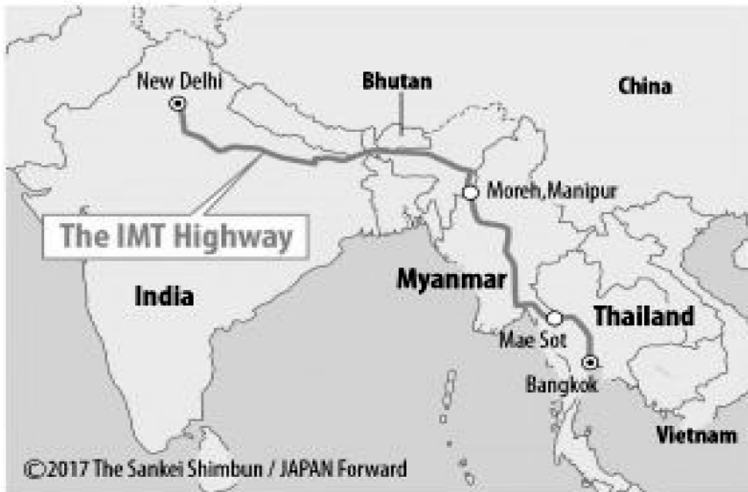 New Delhi
Bhutan
China
Moreh,Manipur
The IMT Highway
India
Myanmar
Thailand
Mae Sot
Bangkok
Vietnam
©2017 The Sankei Shimbun / JAPAN Forward